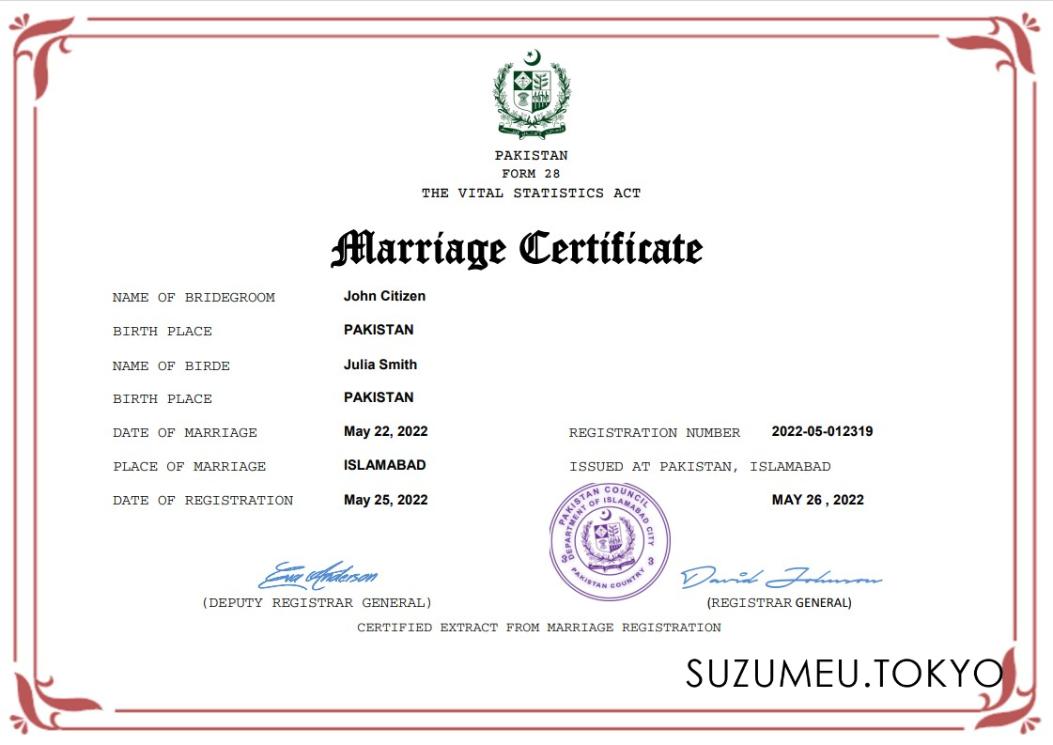 PAKISTAN
FORM 28
THE VITAL STATISTICS ACT
Marriage Certificate
NAME OF BRIDEGROOM John Citizen
BIRTH PLACE PAKISTAN
NAME OF BIRDE Julia Smith
BIRTH PLACE PAKISTAN
DATE OF MARRIAGE May 22, 2022 REGISTRATION NUMBER 2022-05-012319
PLACE OF MARRIAGE ISLAMABAD ISSUED AT PAKISTAN, ISLAMABAD
DATE OF REGISTRATION May 25, 2022 MAY 26 , 2022
PAKISTAN COUNCIL
DEPARTMENT OF ISLAMABAD CITY
PAKISTAN COUNTRY
Eva Anderson David Johnson
(DEPUTY REGISTRAR GENERAL) (REGISTRAR GENERAL)
CERTIFIED EXTRACT FROM MARRIAGE REGISTRATION
SUZUMEU.TOKYO